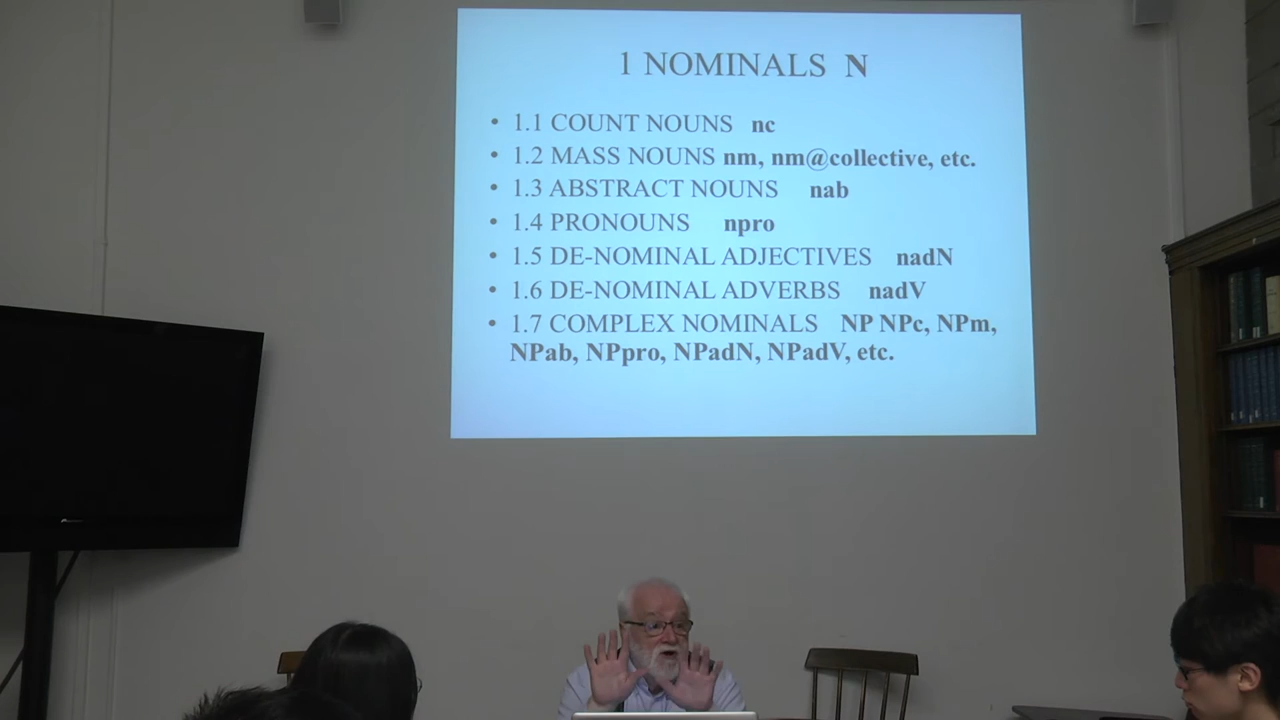 1 NOMINALS N
• 1.1 COUNT NOUNS nc
• 1.2 MASS NOUNS nm, nm@collective, etc.
• 1.3 ABSTRACT NOUNS nab
• 1.4 PRONOUNS npro
• 1.5 DE-NOMINAL ADJECTIVES nadN
• 1.6 DE-NOMINAL ADVERBS nadV
• 1.7 COMPLEX NOMINALS NP NPc, NPm,
NPab, NPpro, NPadN, NPadV, etc.